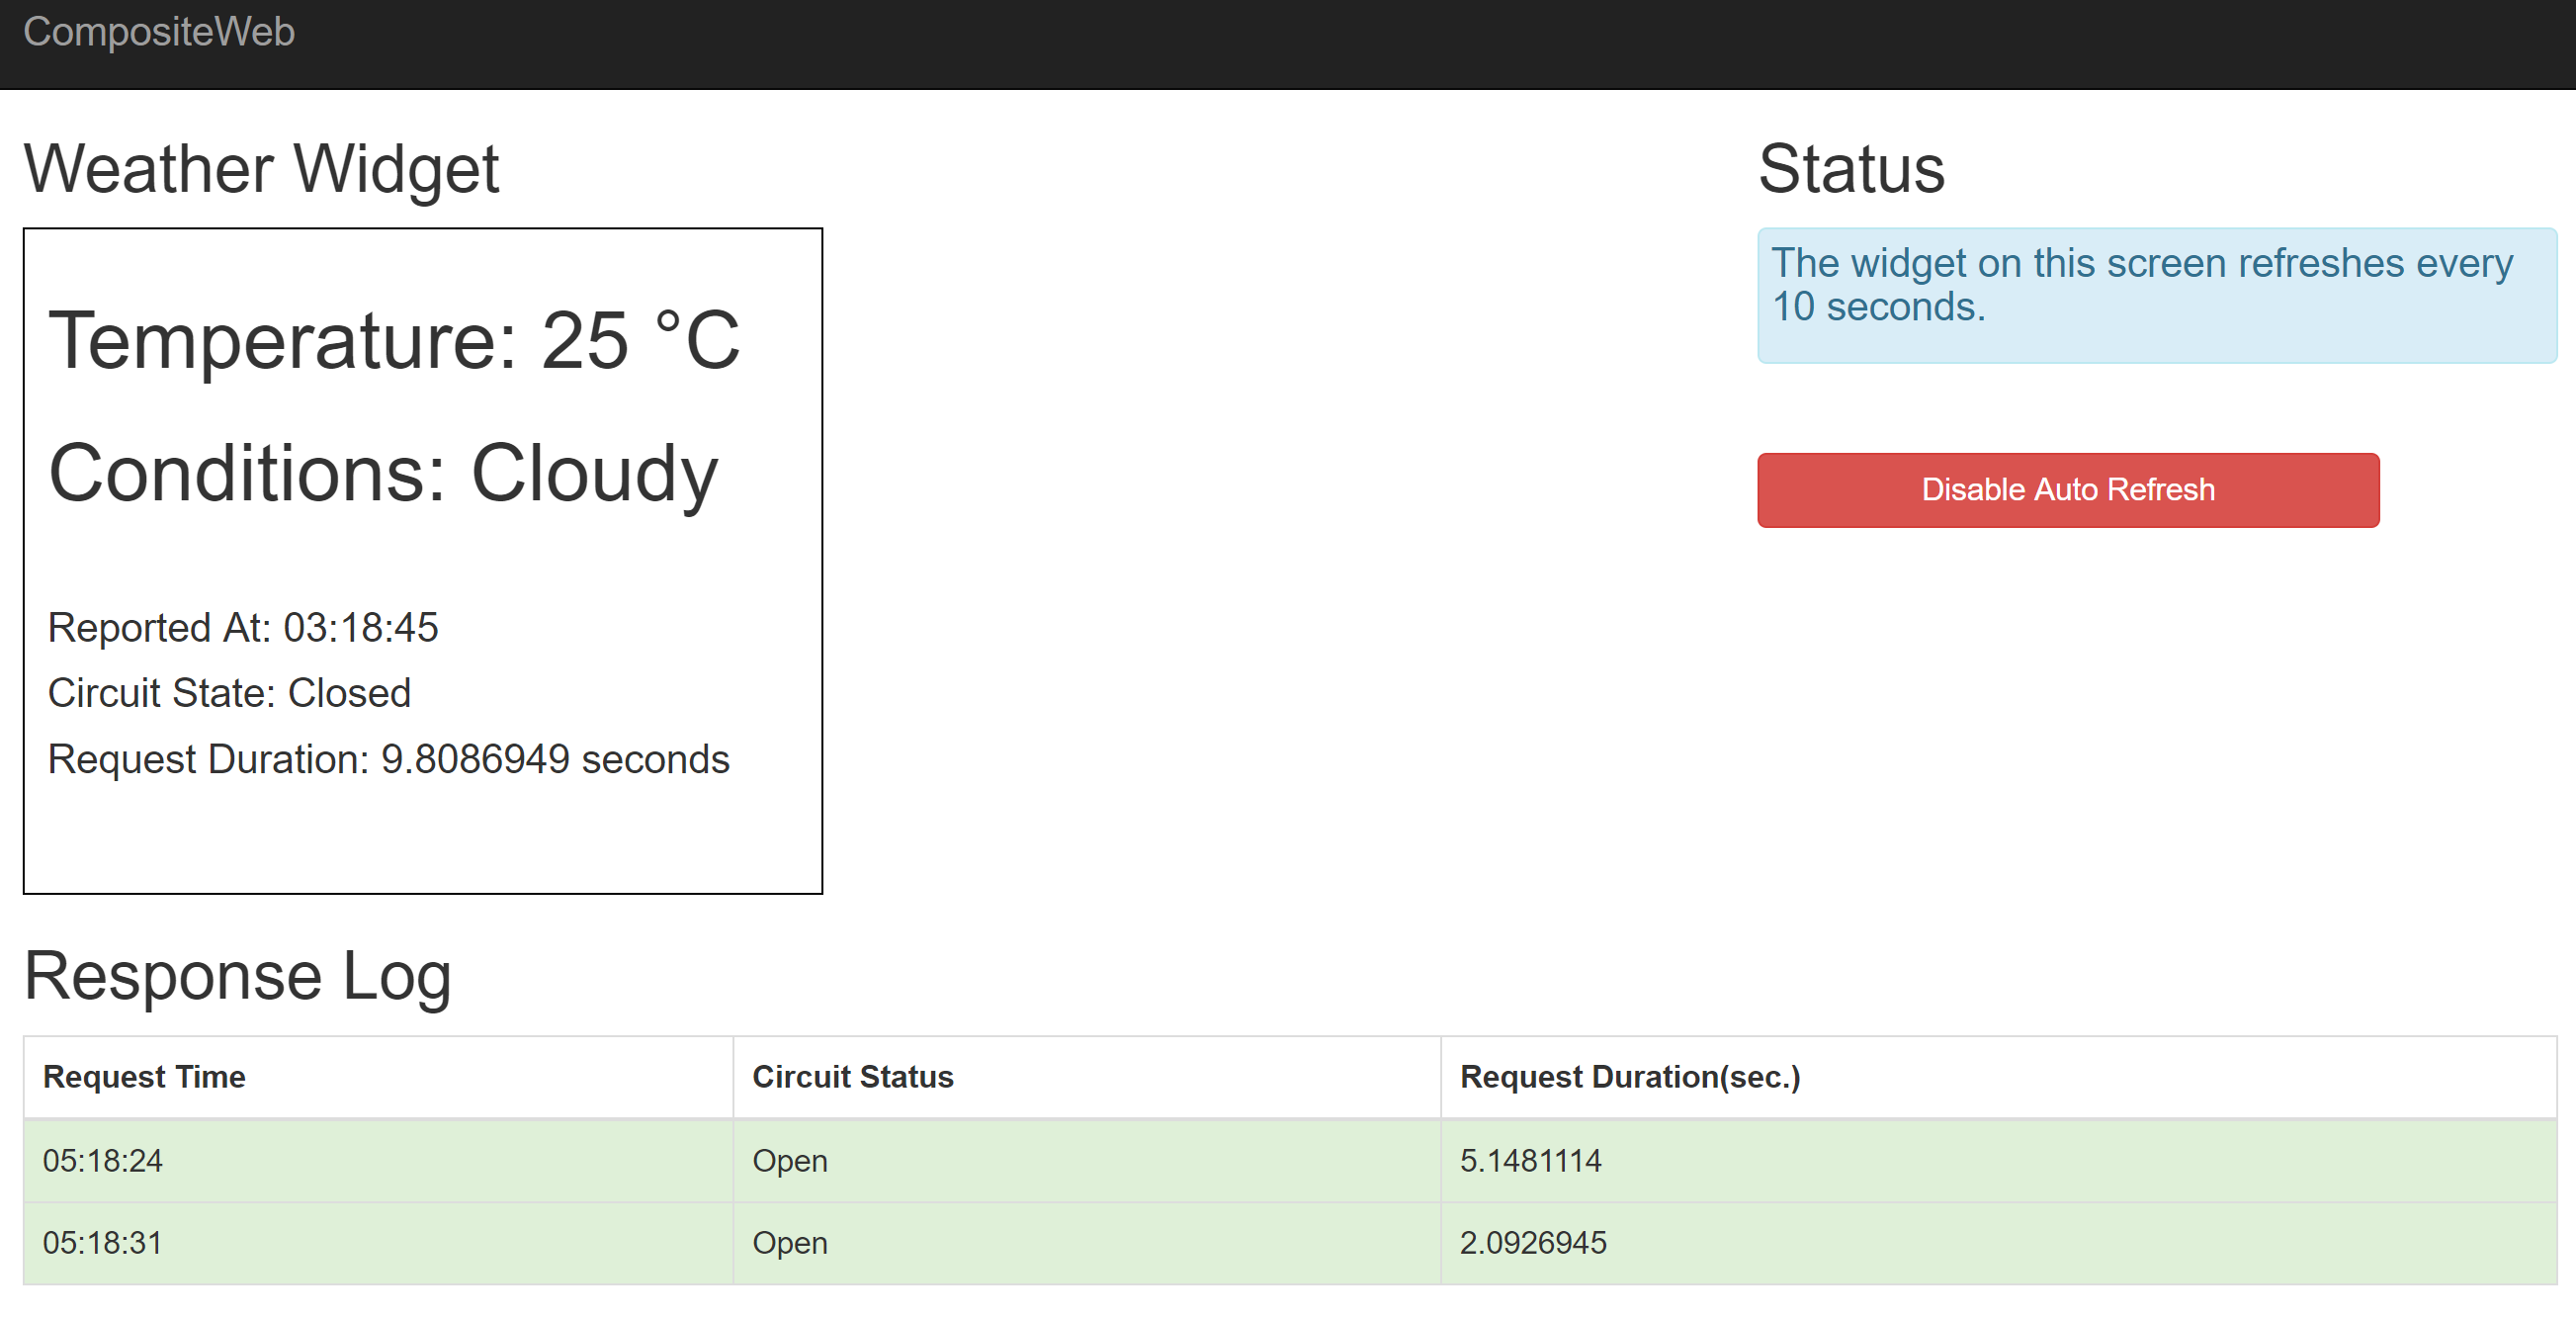 CompositeWeb
Weather Widget
Temperature: 25 °C
Conditions: Cloudy
Reported At: 03:18:45
Circuit State: Closed
Request Duration: 9.8086949 seconds
Status
The widget on this screen refreshes every
10 seconds.
Disable Auto Refresh
Response Log
Request Time Circuit Status Request Duration(sec.)
05:18:24 Open 5.1481114
05:18:31 Open 2.0926945